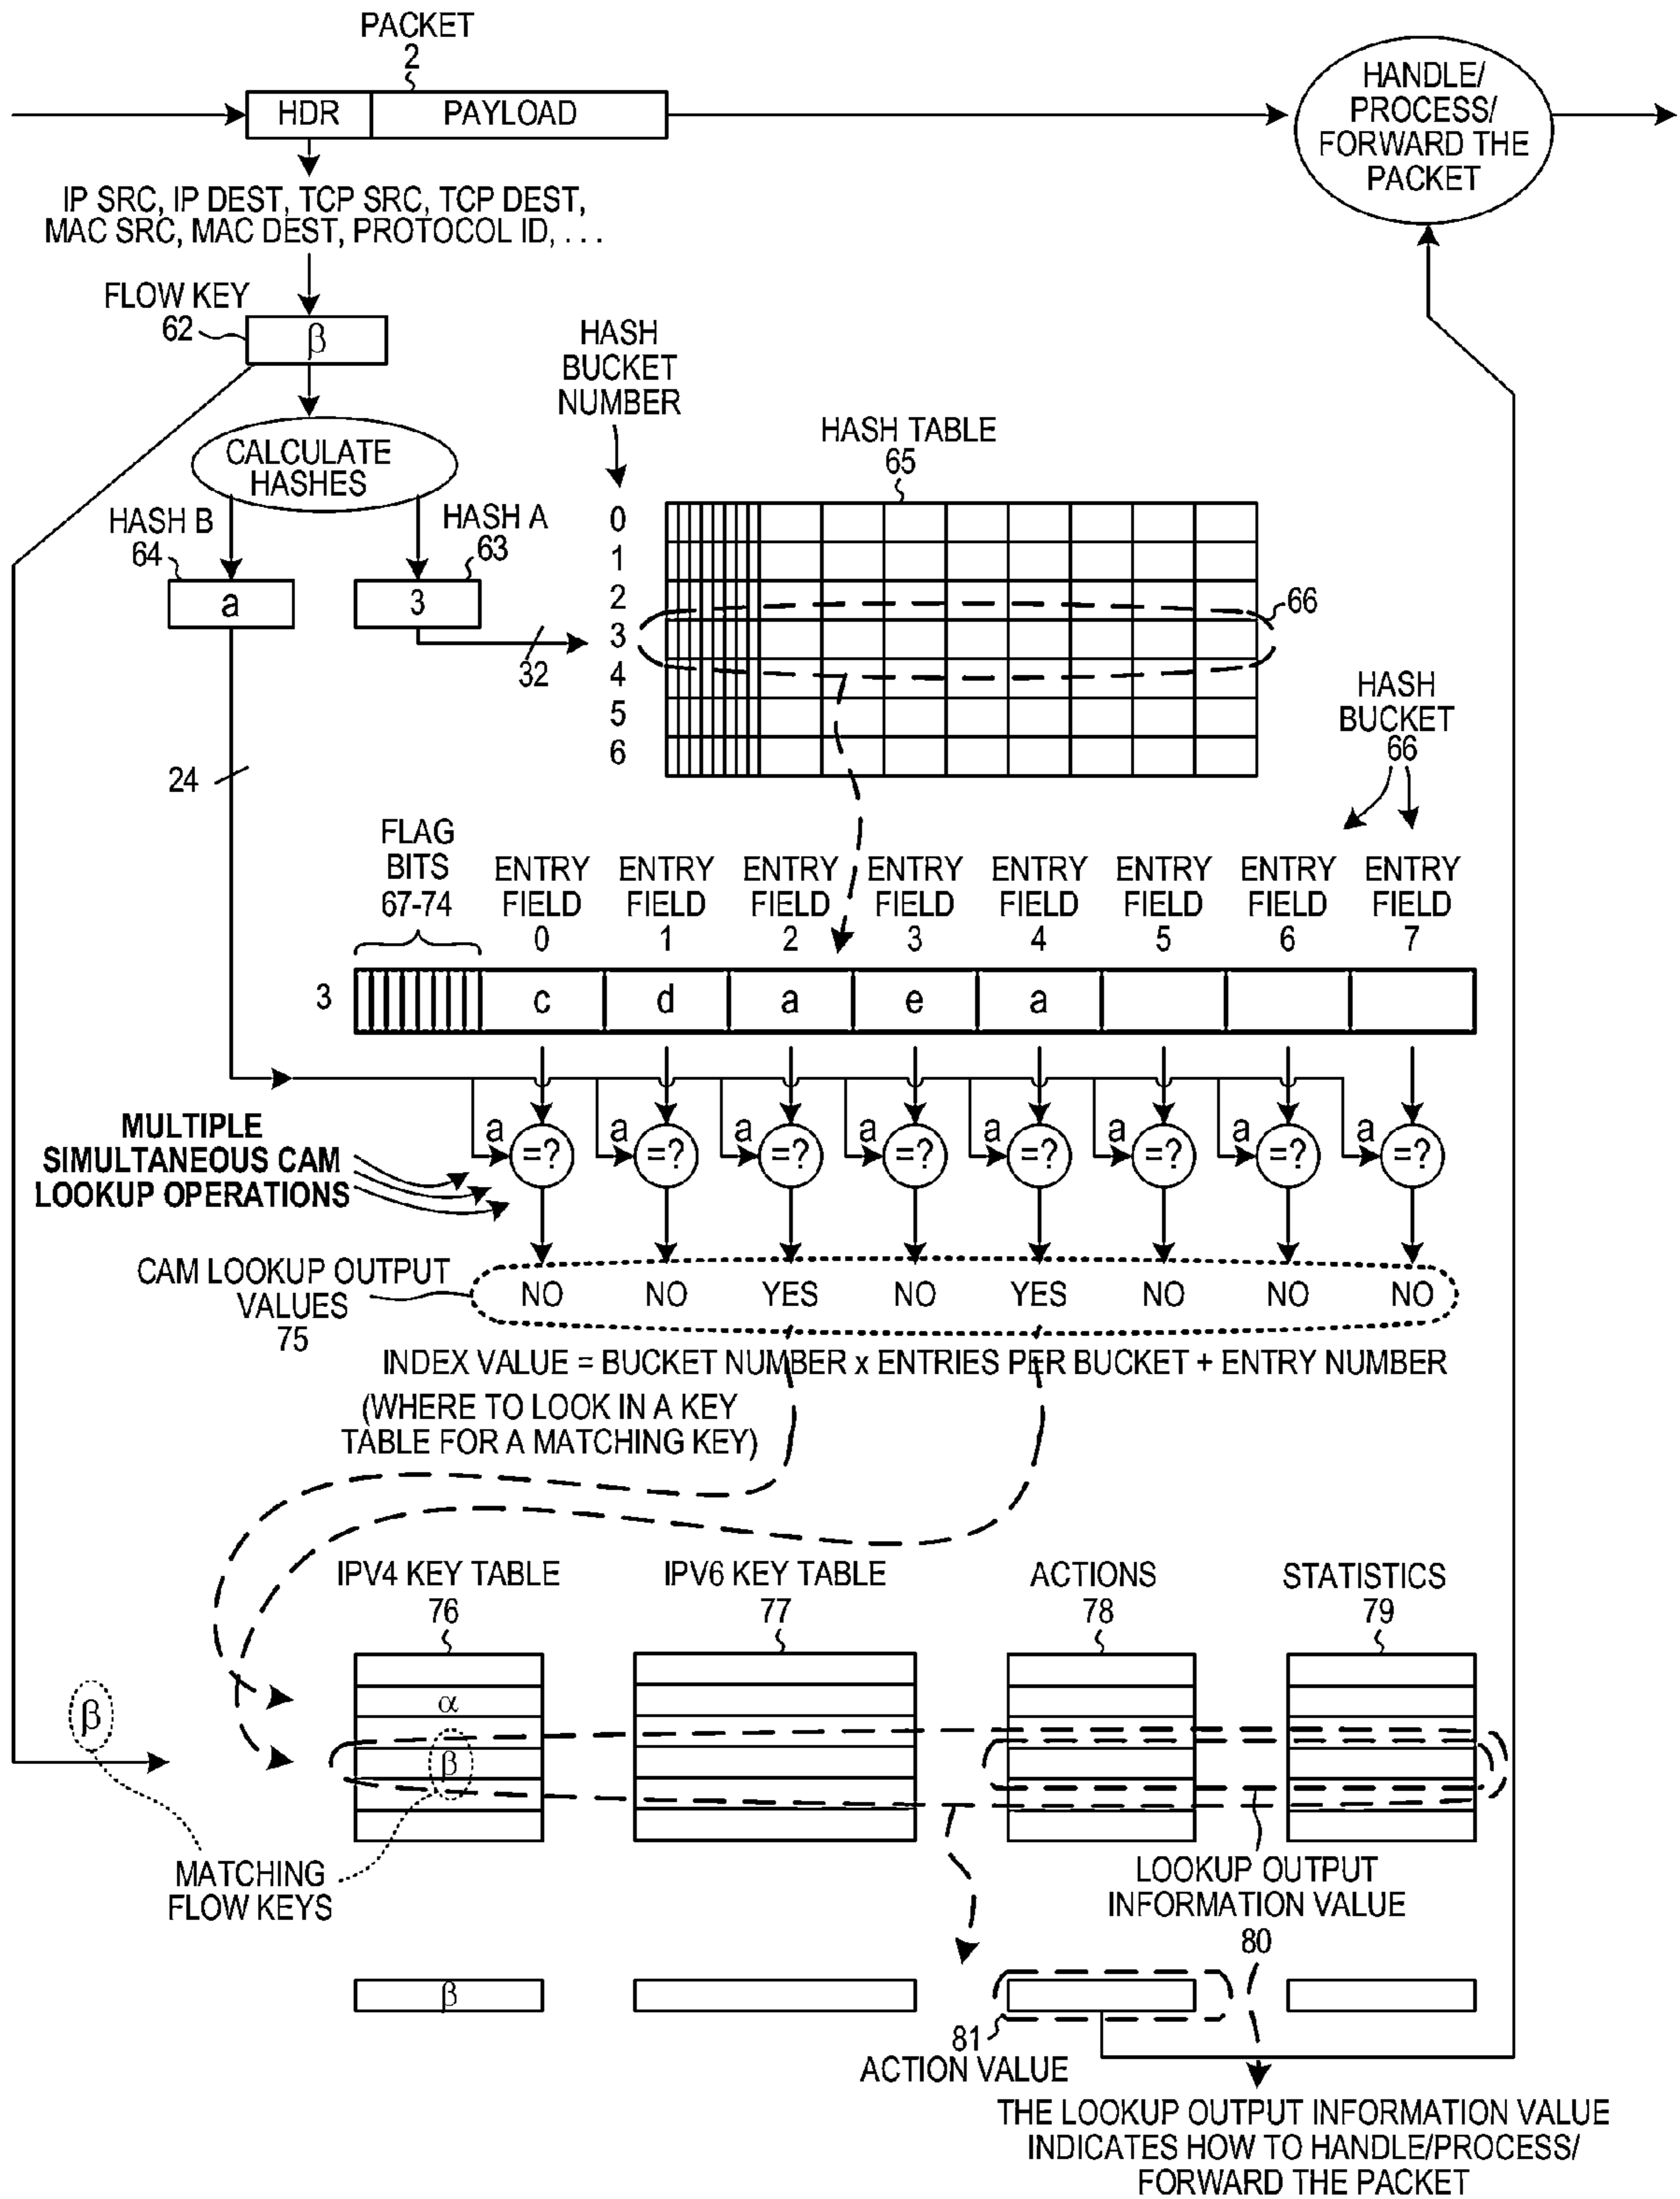 PACKET
2
HDR
PAYLOAD
HANDLE/
PROCESS/
FORWARD THE
PACKET
IP SRC, IP DEST, TCP SRC, TCP DEST,
MAC SRC, MAC DEST, PROTOCOL ID, . . .
FLOW KEY
62
β
CALCULATE
HASHES
HASH B
64
a
HASH A
63
3
32
24
HASH
BUCKET
NUMBER
HASH TABLE
65
0
1
2
3
4
5
6
66
HASH
BUCKET
66
FLAG
BITS
67-74
ENTRY
FIELD
0
ENTRY
FIELD
1
ENTRY
FIELD
2
ENTRY
FIELD
3
ENTRY
FIELD
4
ENTRY
FIELD
5
ENTRY
FIELD
6
ENTRY
FIELD
7
3 c d a e a
a a a a a a a a
=? =? =? =? =? =? =? =?
MULTIPLE
SIMULTANEOUS CAM
LOOKUP OPERATIONS
CAM LOOKUP OUTPUT
VALUES
75
NO NO YES NO YES NO NO NO
INDEX VALUE = BUCKET NUMBER x ENTRIES PER BUCKET + ENTRY NUMBER
(WHERE TO LOOK IN A KEY
TABLE FOR A MATCHING KEY)
IPV4 KEY TABLE
76
IPV6 KEY TABLE
77
ACTIONS
78
STATISTICS
79
α
β
β
MATCHING
FLOW KEYS
LOOKUP OUTPUT
INFORMATION VALUE
80
β
81
ACTION VALUE
THE LOOKUP OUTPUT INFORMATION VALUE
INDICATES HOW TO HANDLE/PROCESS/
FORWARD THE PACKET